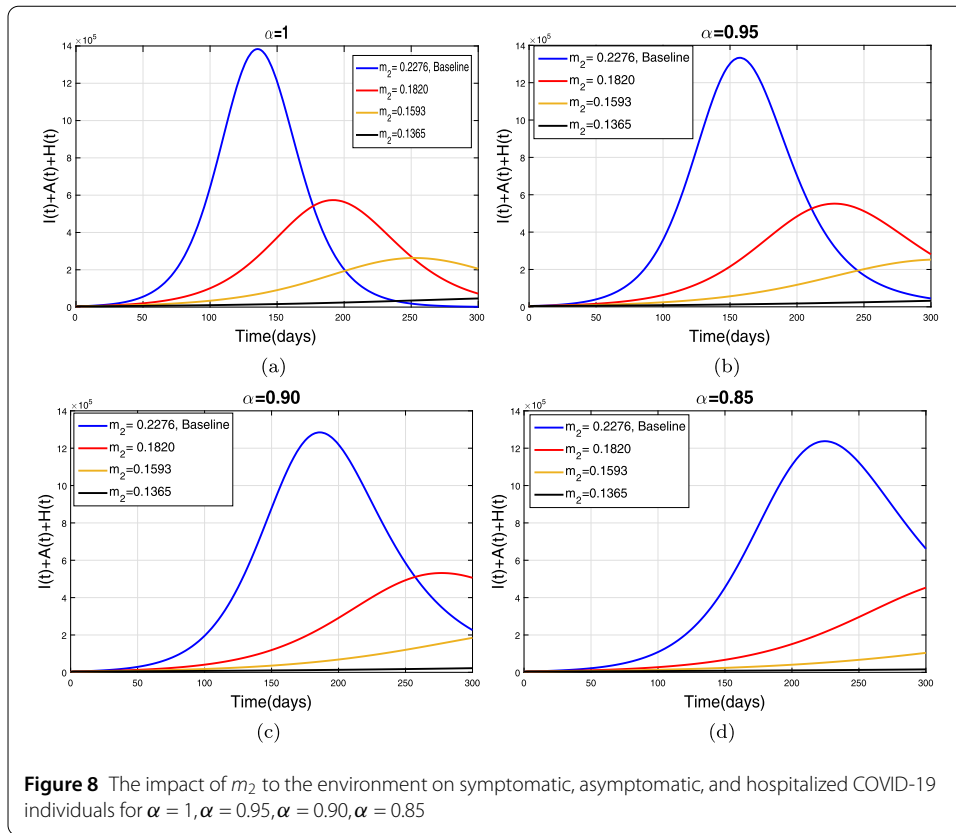 α=1
×10⁵
14
12
10
8
6
4
2
0
I(t)+A(t)+H(t)
m₂= 0.2276, Baseline
m₂= 0.1820
m₂=0.1593
m₂=0.1365
0 50 100 150 200 250 300
Time(days)
(a)
α=0.95
×10⁵
14
12
10
8
6
4
2
0
I(t)+A(t)+H(t)
m₂= 0.2276, Baseline
m₂= 0.1820
m₂=0.1593
m₂=0.1365
0 50 100 150 200 250 300
Time(days)
(b)
α=0.90
×10⁵
14
12
10
8
6
4
2
0
I(t)+A(t)+H(t)
m₂= 0.2276, Baseline
m₂= 0.1820
m₂=0.1593
m₂=0.1365
0 50 100 150 200 250 300
Time(days)
(c)
α=0.85
×10⁵
14
12
10
8
6
4
2
0
I(t)+A(t)+H(t)
m₂= 0.2276, Baseline
m₂= 0.1820
m₂=0.1593
m₂=0.1365
0 50 100 150 200 250 300
Time(days)
(d)
Figure 8 The impact of m₂ to the environment on symptomatic, asymptomatic, and hospitalized COVID-19
individuals for α = 1, α = 0.95, α = 0.90, α = 0.85